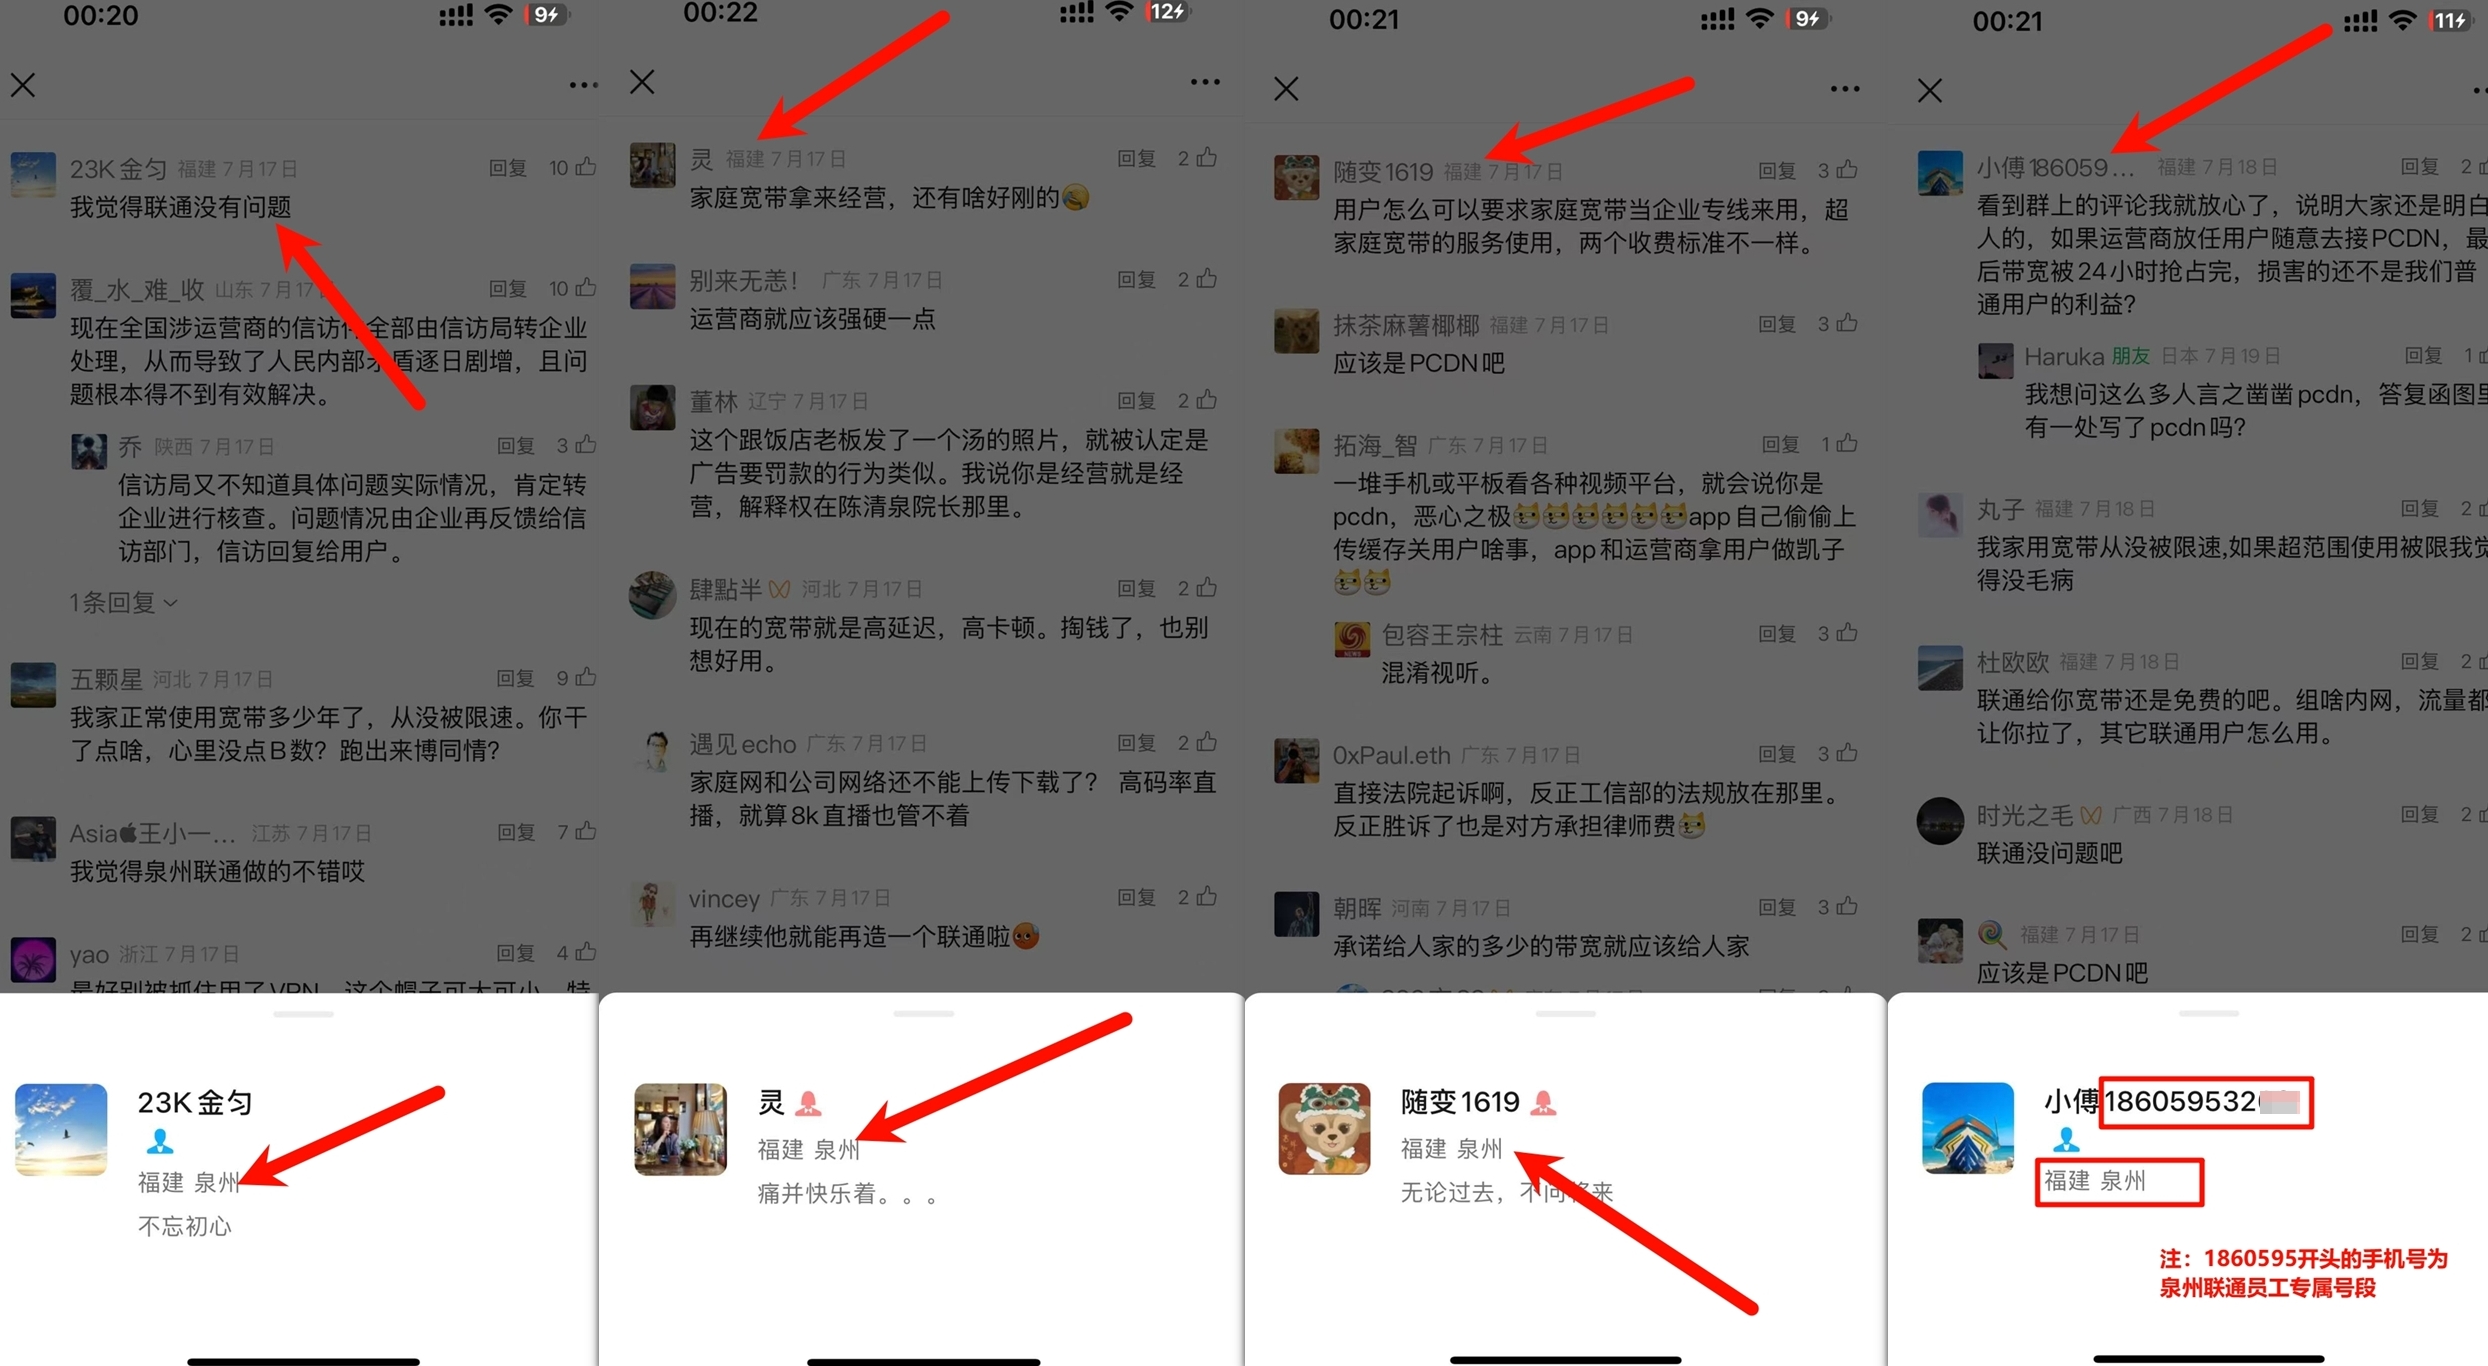 00:20
9
23K金匀 福建 7月17日 回复 10
我觉得联通没有问题
覆_水_难_收 山东 7月17 回复 10
现在全国涉运营商的信访件全部由信访局转企业
处理，从而导致了人民内部矛盾逐日剧增，且问
题根本得不到有效解决。
乔 陕西 7月17日 回复 3
信访局又不知道具体问题实际情况，肯定转
企业进行核查。问题情况由企业再反馈给信
访部门，信访回复给用户。
1条回复
五颗星 河北 7月17日 回复 9
我家正常使用宽带多少年了，从没被限速。你干
了点啥，心里没点B数？跑出来博同情？
Asia王小一... 江苏 7月17日 回复 7
我觉得泉州联通做的不错哎
yao 浙江 7月17日 回复 4
最好别被抓住用了VPN，这个帽子可大可小，特
23K金匀
福建 泉州
不忘初心
00:22
12
灵 福建 7月17日 回复 2
家庭宽带拿来经营，还有啥好刚的
别来无恙！ 广东 7月17日 回复 2
运营商就应该强硬一点
董林 辽宁 7月17日 回复 2
这个跟饭店老板发了一个汤的照片，就被认定是
广告要罚款的行为类似。我说你是经营就是经
营，解释权在陈清泉院长那里。
肆點半 河北 7月17日 回复 2
现在的宽带就是高延迟，高卡顿。掏钱了，也别
想好用。
遇见echo 广东 7月17日 回复 2
家庭网和公司网络还不能上传下载了？ 高码率直
播，就算8k直播也管不着
vincey 广东 7月17日 回复 2
再继续他就能再造一个联通啦
灵
福建 泉州
痛并快乐着。。。
00:21
9
随变1619 福建 7月17日 回复 3
用户怎么可以要求家庭宽带当企业专线来用，超
家庭宽带的服务使用，两个收费标准不一样。
抹茶麻薯椰椰 福建 7月17日 回复 3
应该是PCDN吧
拓海_智 广东 7月17日 回复 1
一堆手机或平板看各种视频平台，就会说你是
pcdn，恶心之极app自己偷偷上
传缓存关用户啥事，app和运营商拿用户做凯子
包容王宗柱 云南 7月17日 回复 3
混淆视听。
0xPaul.eth 广东 7月17日 回复 3
直接法院起诉啊，反正工信部的法规放在那里。
反正胜诉了也是对方承担律师费
朝晖 河南 7月17日 回复 3
承诺给人家的多少的带宽就应该给人家
随变1619
福建 泉州
无论过去，不问将来
00:21
11
小傅186059... 福建 7月18日 回复 2
看到群上的评论我就放心了，说明大家还是明白
人的，如果运营商放任用户随意去接PCDN，最
后带宽被24小时抢占完，损害的还不是我们普
通用户的利益？
Haruka 朋友 日本 7月19日 回复 1
我想问这么多人言之凿凿pcdn，答复函图里
有一处写了pcdn吗？
丸子 福建 7月18日 回复 2
我家用宽带从没被限速,如果超范围使用被限我觉
得没毛病
杜欧欧 福建 7月18日 回复 2
联通给你宽带还是免费的吧。组啥内网，流量都
让你拉了，其它联通用户怎么用。
时光之毛 广西 7月18日 回复 2
联通没问题吧
福建 7月17日 回复 2
应该是PCDN吧
小傅186059532
福建 泉州
注：1860595开头的手机号为
泉州联通员工专属号段